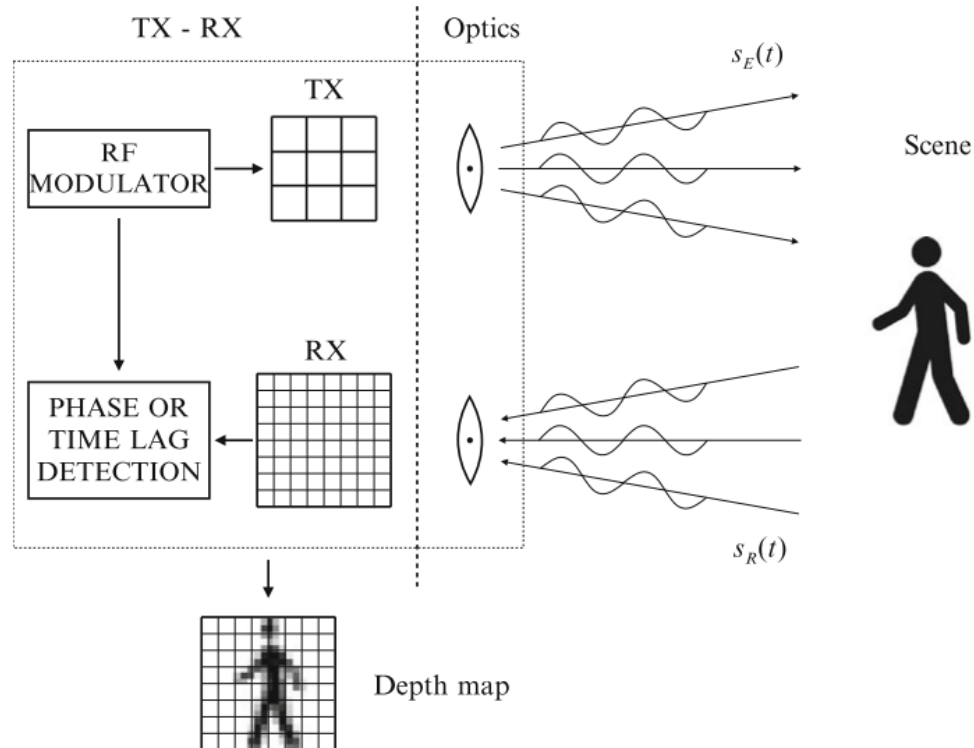 TX - RX
Optics
s_E(t)
TX
RF
MODULATOR
Scene
RX
PHASE OR
TIME LAG
DETECTION
s_R(t)
Depth map